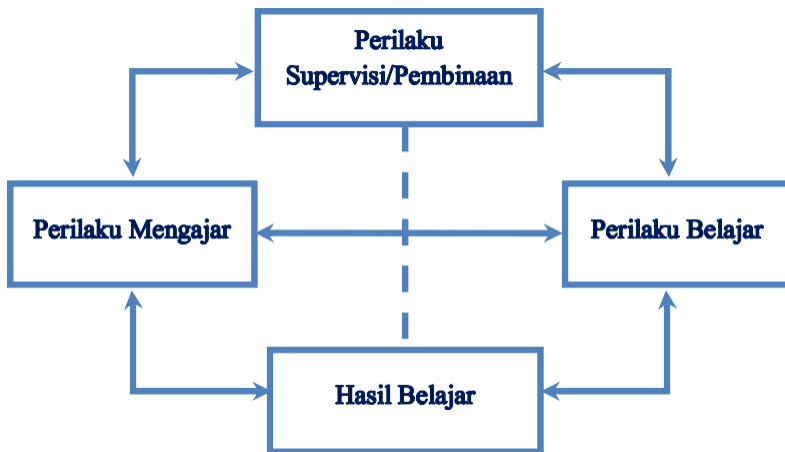 Perilaku
Supervisi/Pembinaan
Perilaku Mengajar
Perilaku Belajar
Hasil Belajar